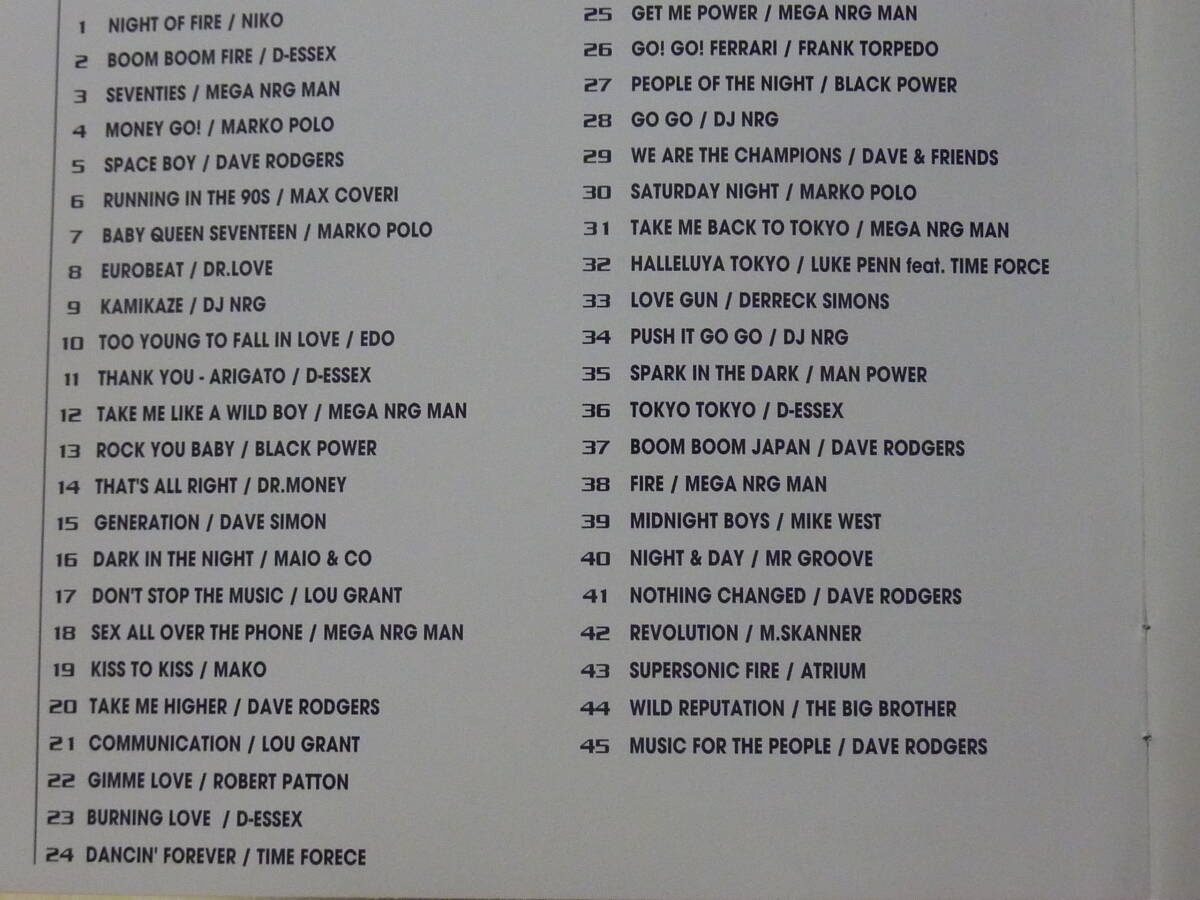 1 NIGHT OF FIRE / NIKO
2 BOOM BOOM FIRE / D-ESSEX
3 SEVENTIES / MEGA NRG MAN
4 MONEY GO! / MARKO POLO
5 SPACE BOY / DAVE RODGERS
6 RUNNING IN THE 90S / MAX COVERI
7 BABY QUEEN SEVENTEEN / MARKO POLO
8 EUROBEAT / DR.LOVE
9 KAMIKAZE / DJ NRG
10 TOO YOUNG TO FALL IN LOVE / EDO
11 THANK YOU - ARIGATO / D-ESSEX
12 TAKE ME LIKE A WILD BOY / MEGA NRG MAN
13 ROCK YOU BABY / BLACK POWER
14 THAT'S ALL RIGHT / DR.MONEY
15 GENERATION / DAVE SIMON
16 DARK IN THE NIGHT / MAIO & CO
17 DON'T STOP THE MUSIC / LOU GRANT
18 SEX ALL OVER THE PHONE / MEGA NRG MAN
19 KISS TO KISS / MAKO
20 TAKE ME HIGHER / DAVE RODGERS
21 COMMUNICATION / LOU GRANT
22 GIMME LOVE / ROBERT PATTON
23 BURNING LOVE / D-ESSEX
24 DANCIN' FOREVER / TIME FORECE
25 GET ME POWER / MEGA NRG MAN
26 GO! GO! FERRARI / FRANK TORPEDO
27 PEOPLE OF THE NIGHT / BLACK POWER
28 GO GO / DJ NRG
29 WE ARE THE CHAMPIONS / DAVE & FRIENDS
30 SATURDAY NIGHT / MARKO POLO
31 TAKE ME BACK TO TOKYO / MEGA NRG MAN
32 HALLELUYA TOKYO / LUKE PENN feat. TIME FORCE
33 LOVE GUN / DERRECK SIMONS
34 PUSH IT GO GO / DJ NRG
35 SPARK IN THE DARK / MAN POWER
36 TOKYO TOKYO / D-ESSEX
37 BOOM BOOM JAPAN / DAVE RODGERS
38 FIRE / MEGA NRG MAN
39 MIDNIGHT BOYS / MIKE WEST
40 NIGHT & DAY / MR GROOVE
41 NOTHING CHANGED / DAVE RODGERS
42 REVOLUTION / M.SKANNER
43 SUPERSONIC FIRE / ATRIUM
44 WILD REPUTATION / THE BIG BROTHER
45 MUSIC FOR THE PEOPLE / DAVE RODGERS